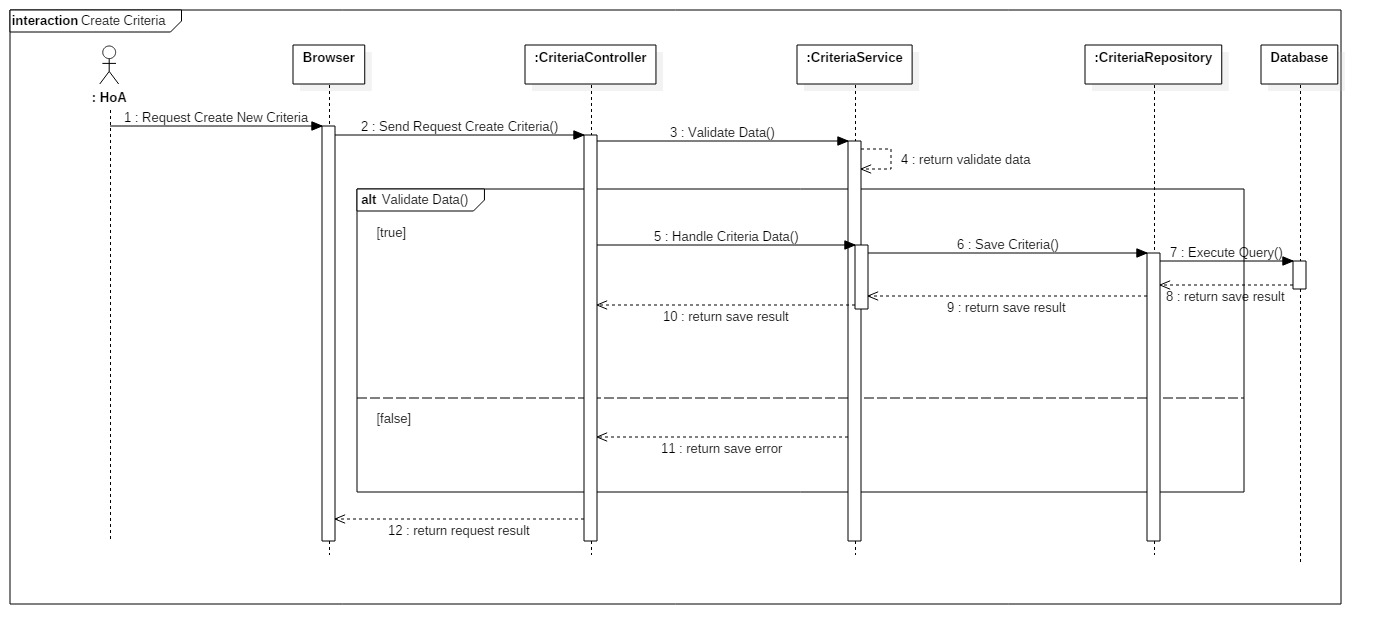 interaction Create Criteria
Browser
:CriteriaController
:CriteriaService
:CriteriaRepository
Database
: HoA
1 : Request Create New Criteria
2 : Send Request Create Criteria()
3 : Validate Data()
4 : return validate data
alt Validate Data()
[true]
5 : Handle Criteria Data()
6 : Save Criteria()
7 : Execute Query()
8 : return save result
9 : return save result
10 : return save result
[false]
11 : return save error
12 : return request result